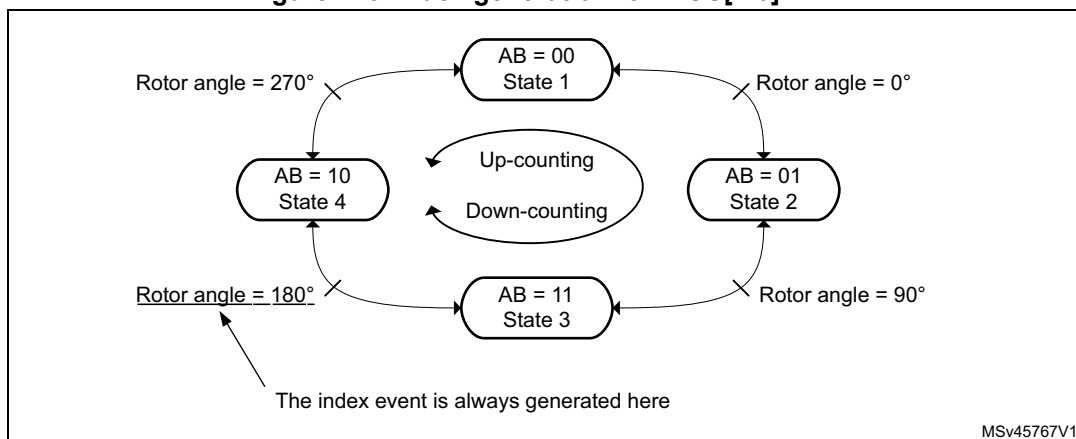 AB = 00
State 1
Rotor angle = 270°
Rotor angle = 0°
Up-counting
Down-counting
AB = 10
State 4
AB = 01
State 2
Rotor angle = 180°
AB = 11
State 3
Rotor angle = 90°
The index event is always generated here
MSv45767V1